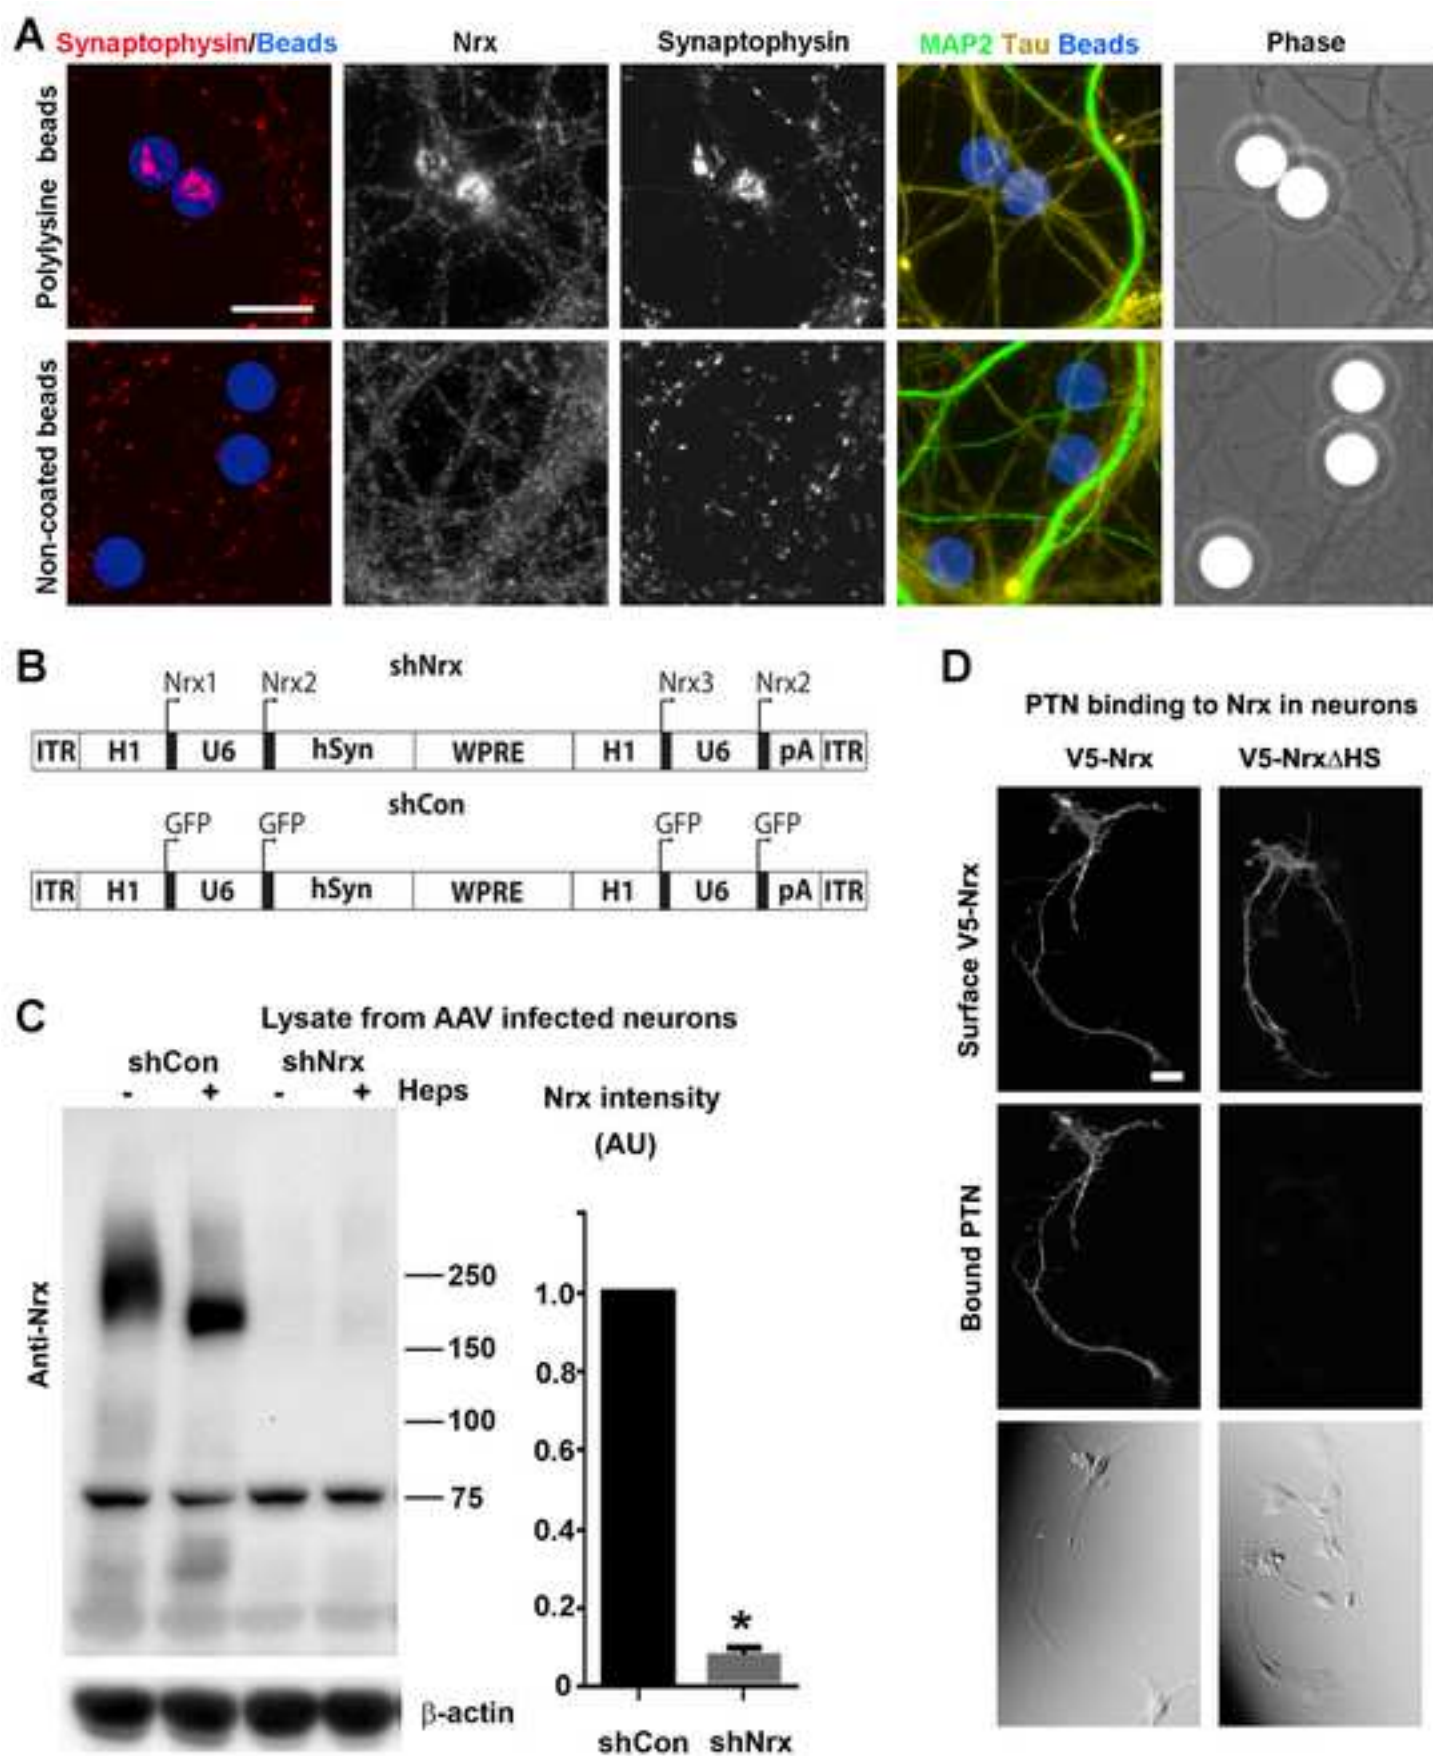 A
Synaptophysin/Beads
Nrx
Synaptophysin
MAP2 Tau Beads
Phase
Polylysine beads
Non-coated beads
B
shNrx
Nrx1
Nrx2
Nrx3
Nrx2
ITR H1 U6 hSyn WPRE H1 U6 pA ITR
shCon
GFP
GFP
GFP
GFP
ITR H1 U6 hSyn WPRE H1 U6 pA ITR
C
Lysate from AAV infected neurons
shCon shNrx
- + - + Heps
Anti-Nrx
250
150
100
75
β-actin
Nrx intensity
(AU)
1.0
0.8
0.6
0.4
0.2
0
*
shCon shNrx
D
PTN binding to Nrx in neurons
V5-Nrx
V5-NrxΔHS
Surface V5-Nrx
Bound PTN